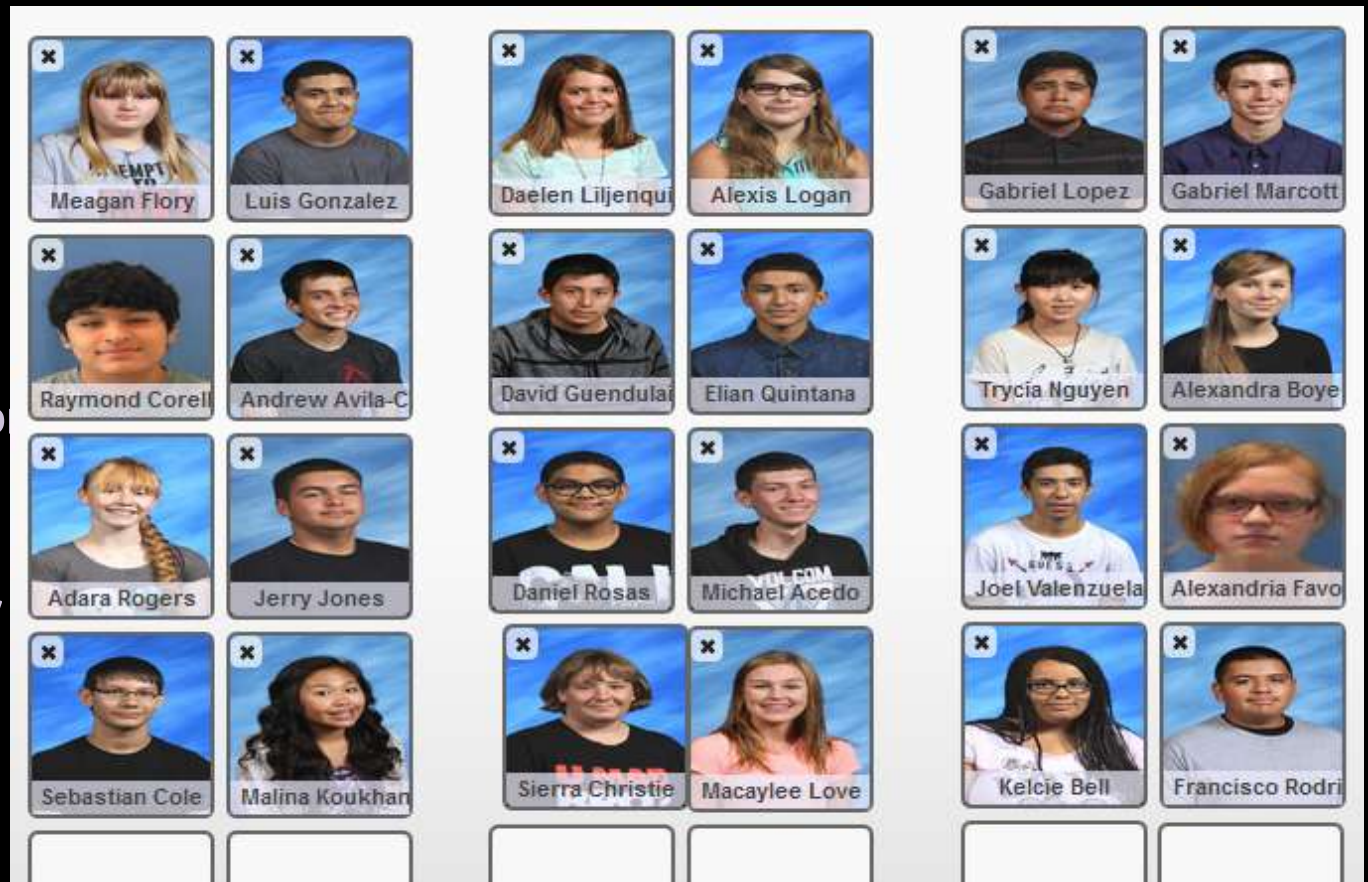 Meagan Flory
Luis Gonzalez
Daelen Liljenqui
Alexis Logan
Gabriel Lopez
Gabriel Marcott
Raymond Corell
Andrew Avila-C
David Guendulai
Elian Quintana
Trycia Nguyen
Alexandra Boye
Adara Rogers
Jerry Jones
Daniel Rosas
VOLCOM
Michael Acedo
GUESS
Joel Valenzuela
Alexandria Favo
Sebastian Cole
Malina Koukhan
Sierra Christie
Macaylee Love
Kelcie Bell
Francisco Rodri